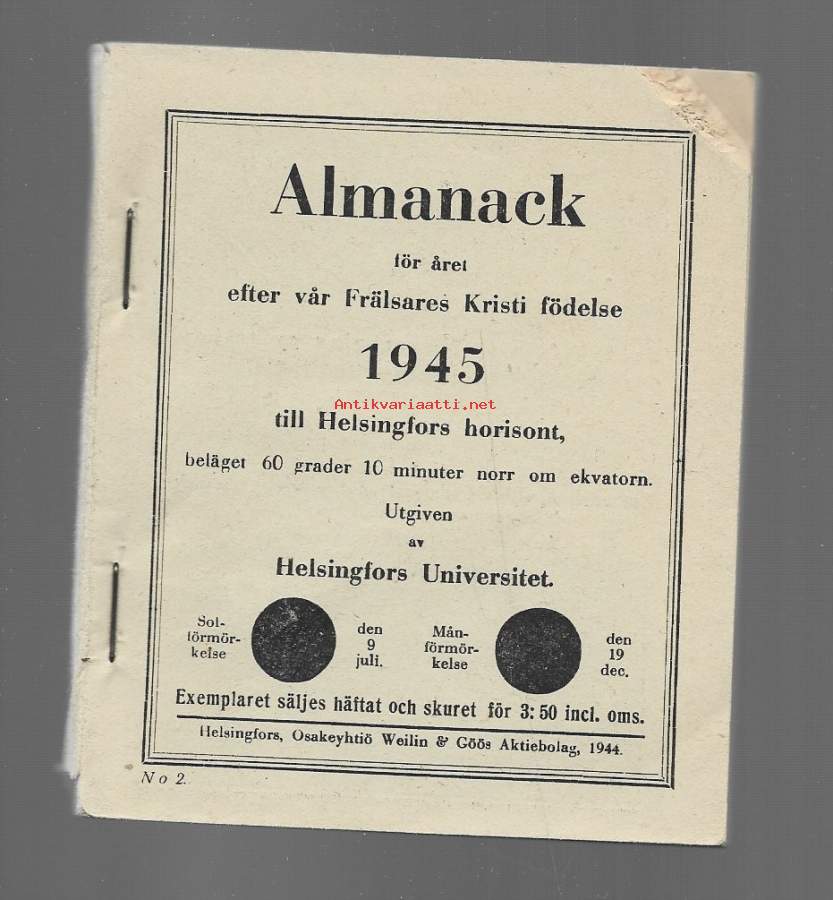 Almanack
för året
efter vår Frälsares Kristi födelse
1945
Antikvariaatti.net
till Helsingfors horisont,
beläget 60 grader 10 minuter norr om ekvatorn.
Utgiven
av
Helsingfors Universitet.
Sol-
förmör-
kelse
den
9
juli.
Mån-
förmör-
kelse
den
19
dec.
Exemplaret säljes häftat och skuret för 3:50 incl. oms.
Helsingfors, Osakeyhtiö Weilin & Göös Aktiebolag, 1944.
No 2.